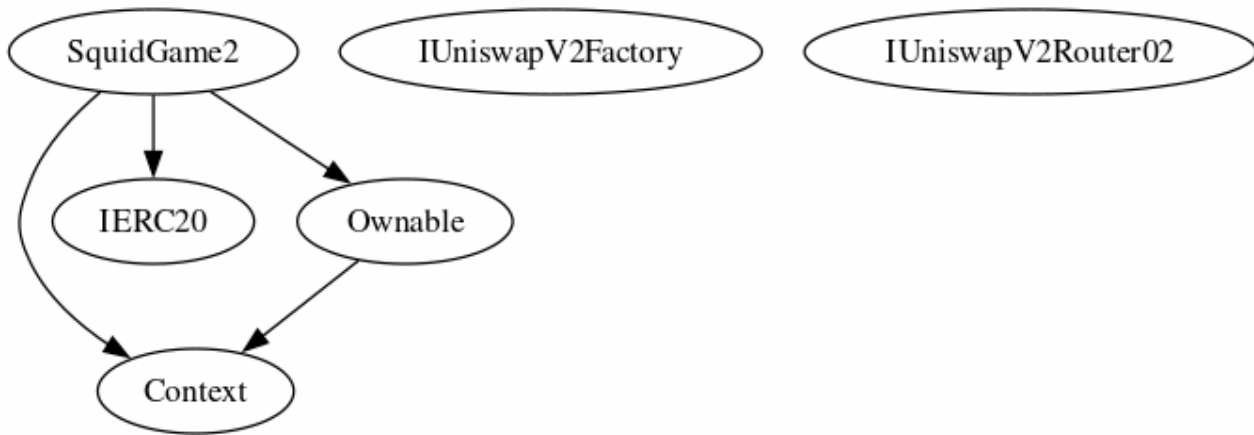 SquidGame2
IUniswapV2Factory
IUniswapV2Router02
IERC20
Ownable
Context